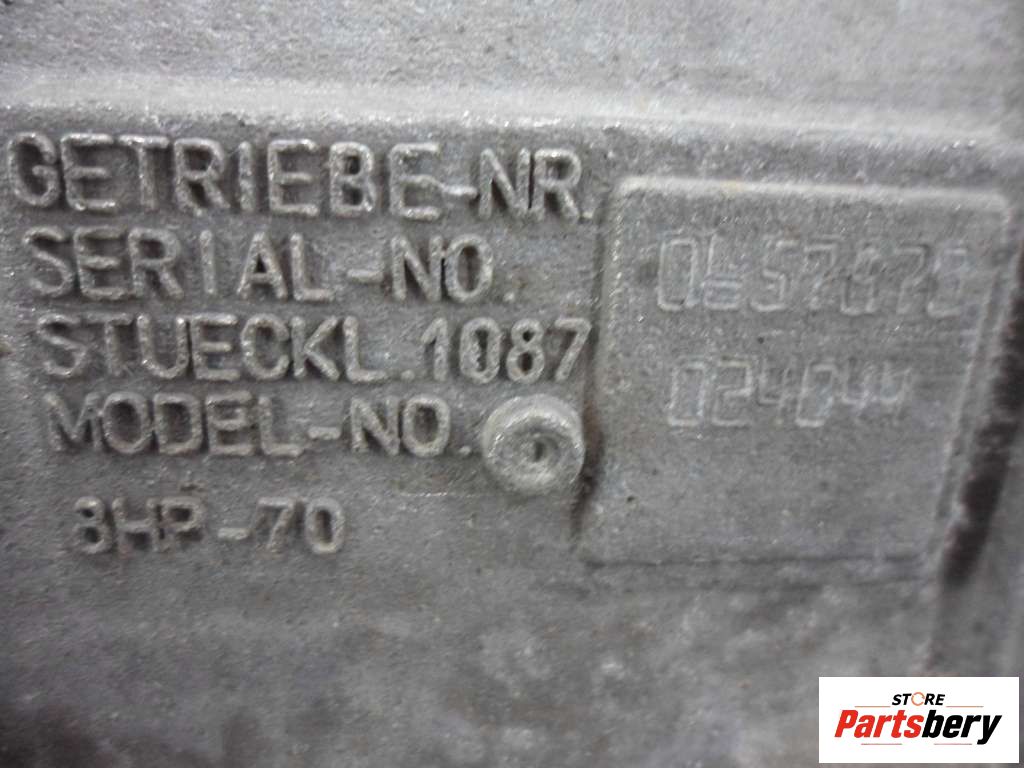 GETRIEBE-NR.
SERIAL-NO.
STUECKL.1087
MODEL-NO.
8HP-70
024044
STORE
Partsbery